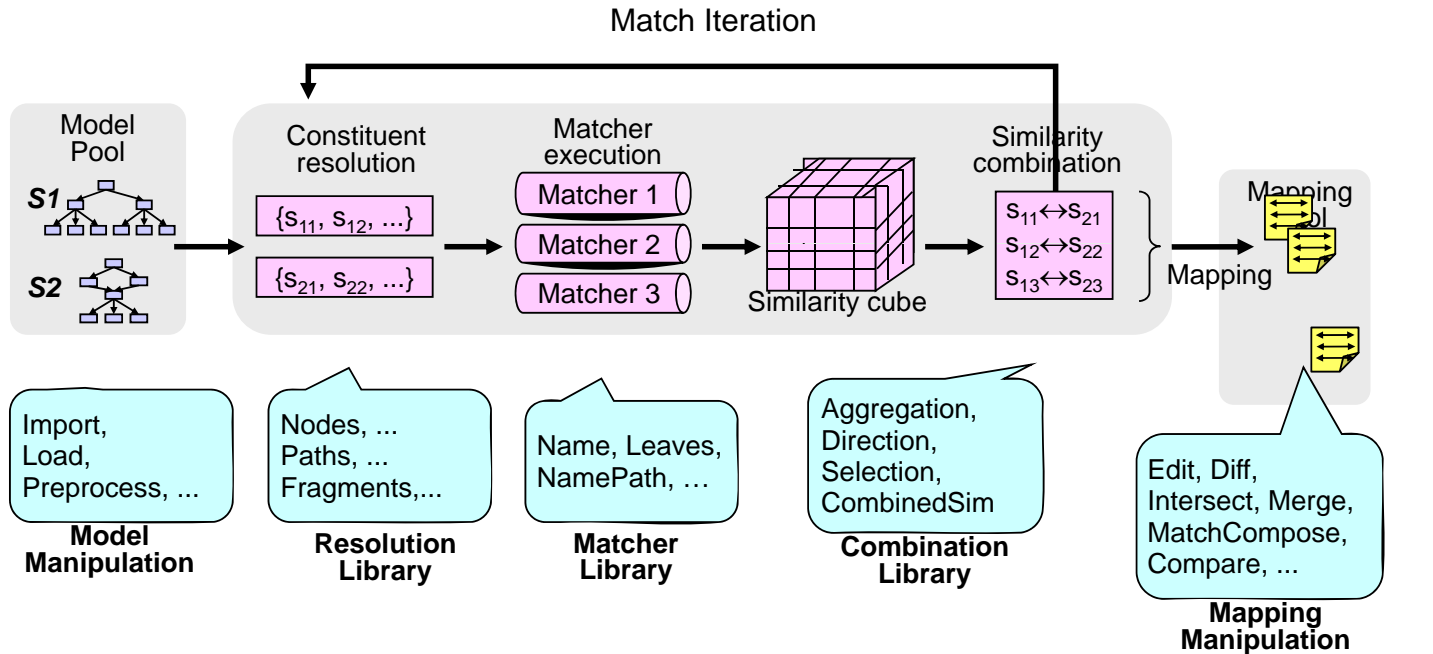 Match Iteration
Model
Pool
S1
S2
Constituent
resolution
{s11, s12, ...}
{s21, s22, ...}
Matcher
execution
Matcher 1
Matcher 2
Matcher 3
Similarity cube
Similarity
combination
s11↔s21
s12↔s22
s13↔s23
Mapping
Mapping
Import,
Load,
Preprocess, ...
Model
Manipulation
Nodes, ...
Paths, ...
Fragments,...
Resolution
Library
Name, Leaves,
NamePath, …
Matcher
Library
Aggregation,
Direction,
Selection,
CombinedSim
Combination
Library
Edit, Diff,
Intersect, Merge,
MatchCompose,
Compare, ...
Mapping
Manipulation